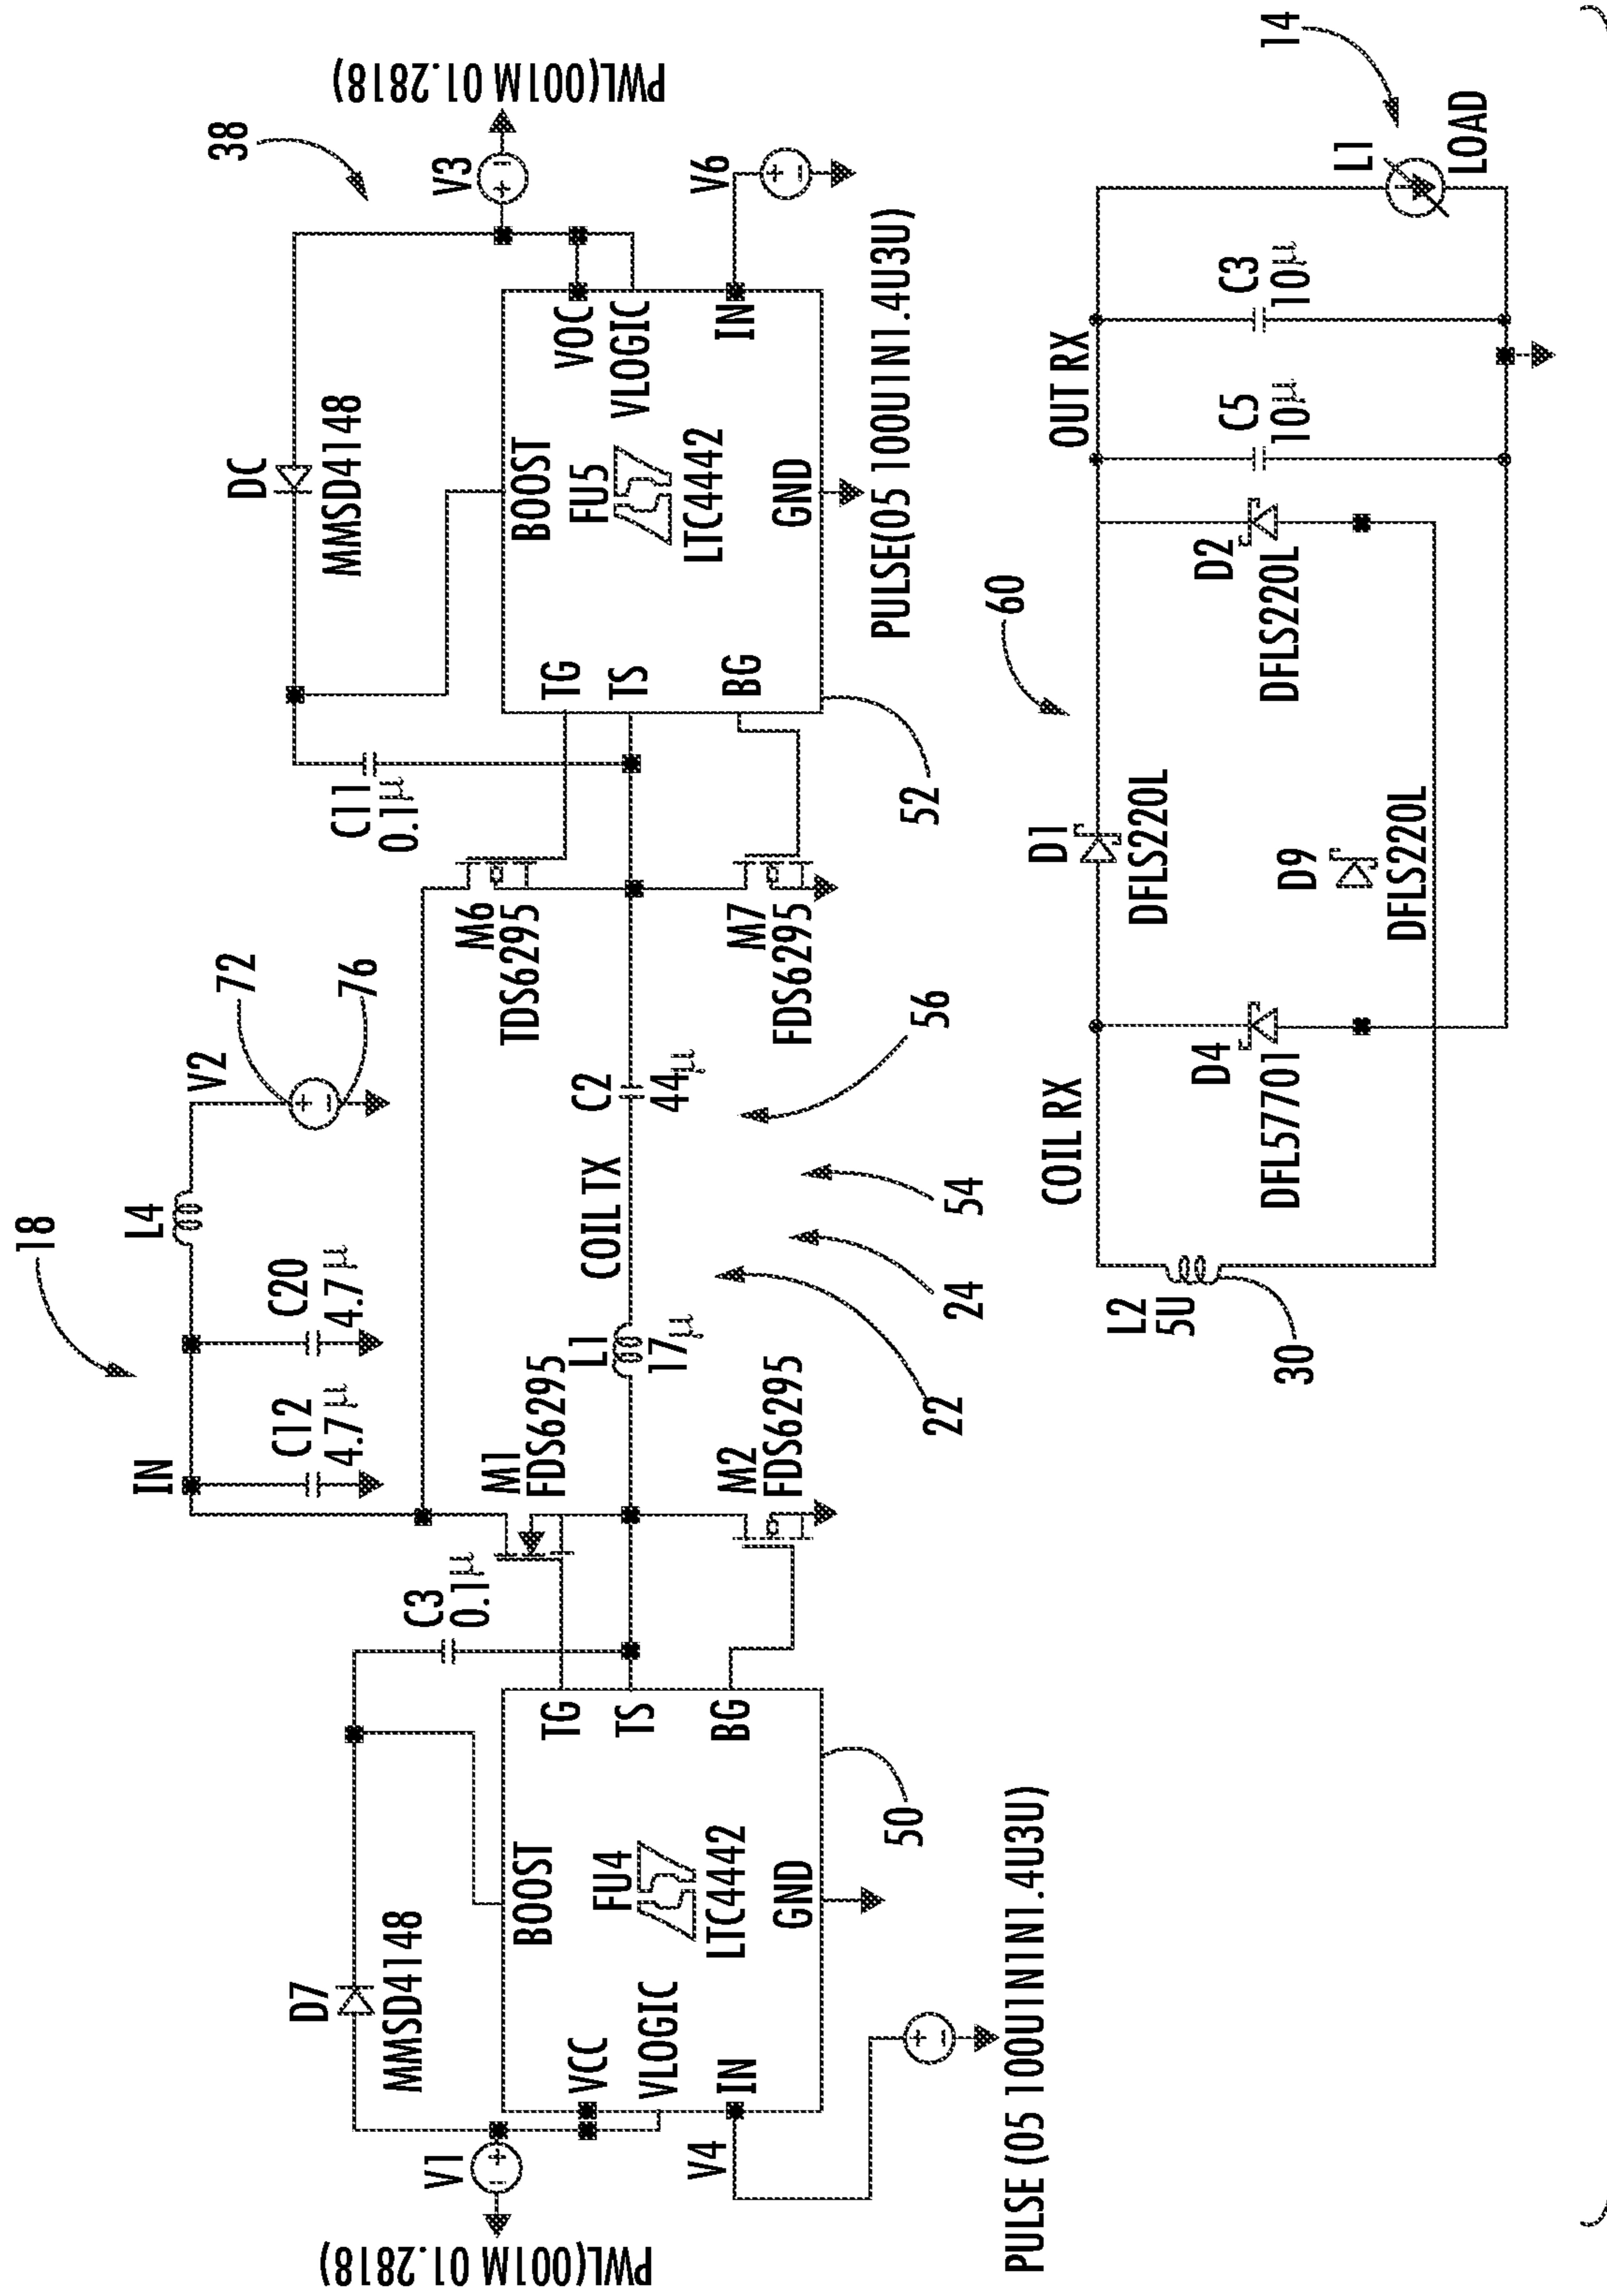 18
IN
C12
4.7µ
C20
4.7µ
L4
V2
72
76
38
D7
MMSD4148
C3
0.1µ
DC
MMSD4148
C11
0.1µ
V1
PWL(001M 01.2818)
V3
PWL(001M 01.2818)
BOOST
FU4
LTC4442
VCC
VLOGIC
IN
GND
TG
TS
BG
V4
PULSE (05 100U1N1N1.4U3U)
50
M1
FDS6295
M2
FDS6295
L1
17µ
COIL TX
C2
44µ
M6
TDS6295
M7
FDS6295
22
24
54
56
BOOST
FU5
LTC4442
TG
TS
BG
VOC
VLOGIC
IN
GND
V6
PULSE(05 100U1N1.4U3U)
52
60
COIL RX
L2
5U
30
D1
DFLS220L
D4
DFL57701
D9
DFLS220L
D2
DFLS220L
OUT RX
C5
10µ
C3
10µ
L1
LOAD
14